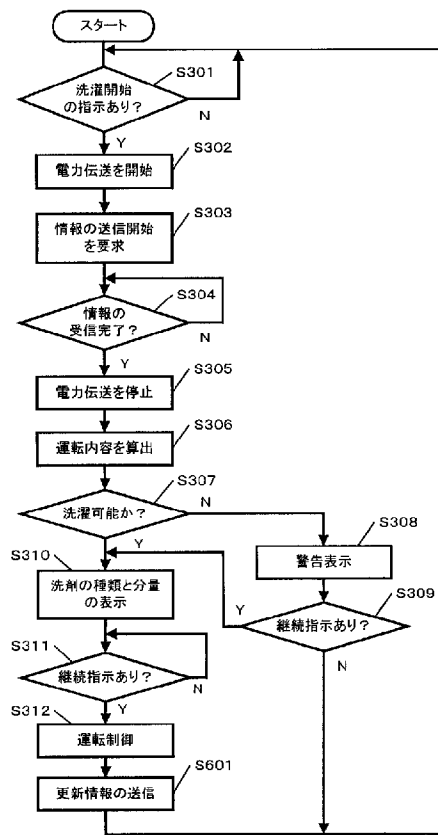 スタート
S301
洗濯開始
の指示あり?
N
Y
S302
電力伝送を開始
S303
情報の送信開始
を要求
S304
情報の
受信完了?
N
Y
S305
電力伝送を停止
S306
運転内容を算出
S307
洗濯可能か?
N
Y
S308
警告表示
S309
継続指示あり?
Y
N
S310
洗剤の種類と分量
の表示
S311
継続指示あり?
N
Y
S312
運転制御
S601
更新情報の送信